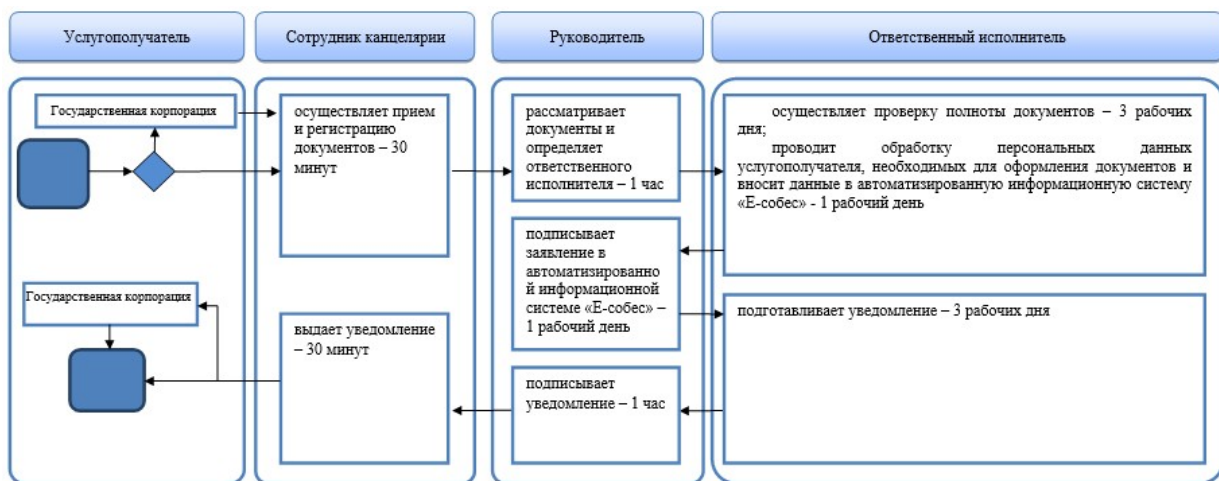 Услугополучатель
Сотрудник канцелярии
Руководитель
Ответственный исполнитель
Государственная корпорация
осуществляет прием
и регистрацию
документов – 30
минут
рассматривает
документы и
определяет
ответственного
исполнителя – 1 час
осуществляет проверку полноты документов – 3 рабочих
дня;
проводит обработку персональных данных
услугополучателя, необходимых для оформления документов и
вносит данные в автоматизированную информационную систему
«Е-собес» - 1 рабочий день
подписывает
заявление в
автоматизированно
й информационной
системе «Е-собес» –
1 рабочий день
Государственная корпорация
выдает уведомление
– 30 минут
подготавливает уведомление – 3 рабочих дня
подписывает
уведомление – 1 час